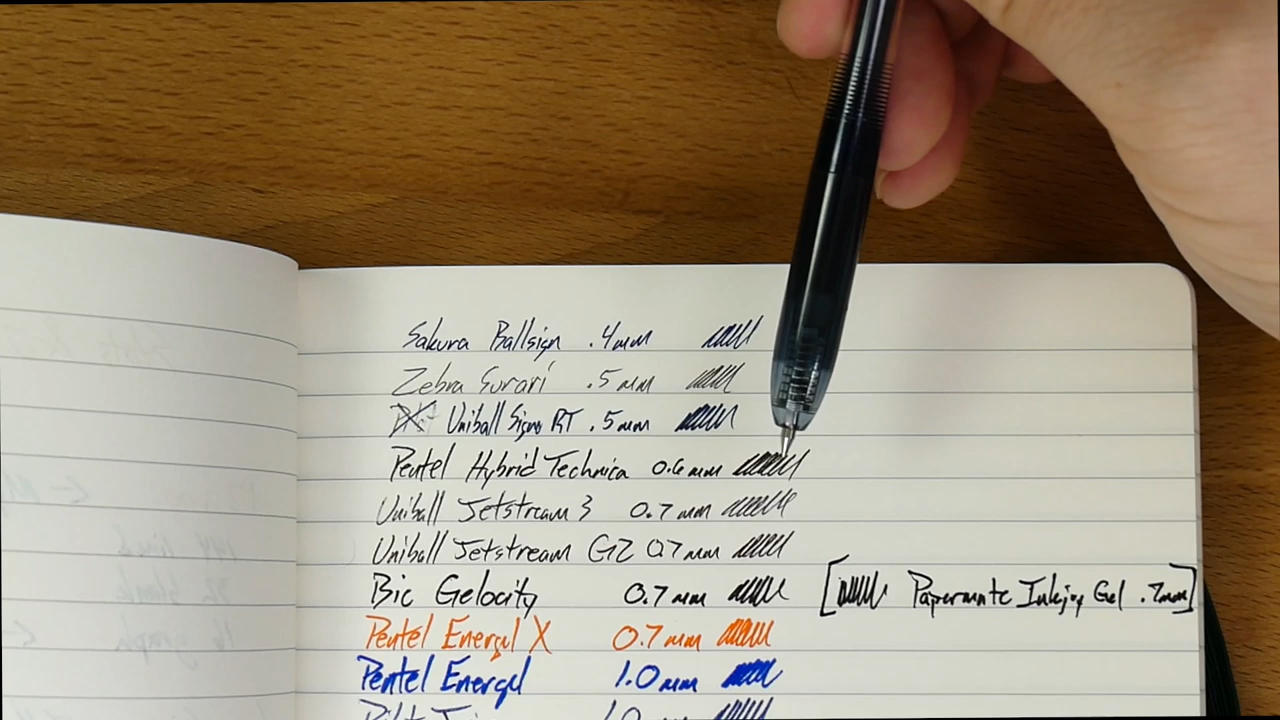 Sakura Ballsign .4mm
Zebra Surari .5mm
Uniball Signo RT .5mm
Pentel Hybrid Technica 0.6mm
Uniball Jetstream 3 0.7mm
Uniball Jetstream G2 0.7mm
Bic Gelocity 0.7mm [Papermate Inkjoy Gel .7mm]
Pentel Energel X 0.7mm
Pentel Energel 1.0mm